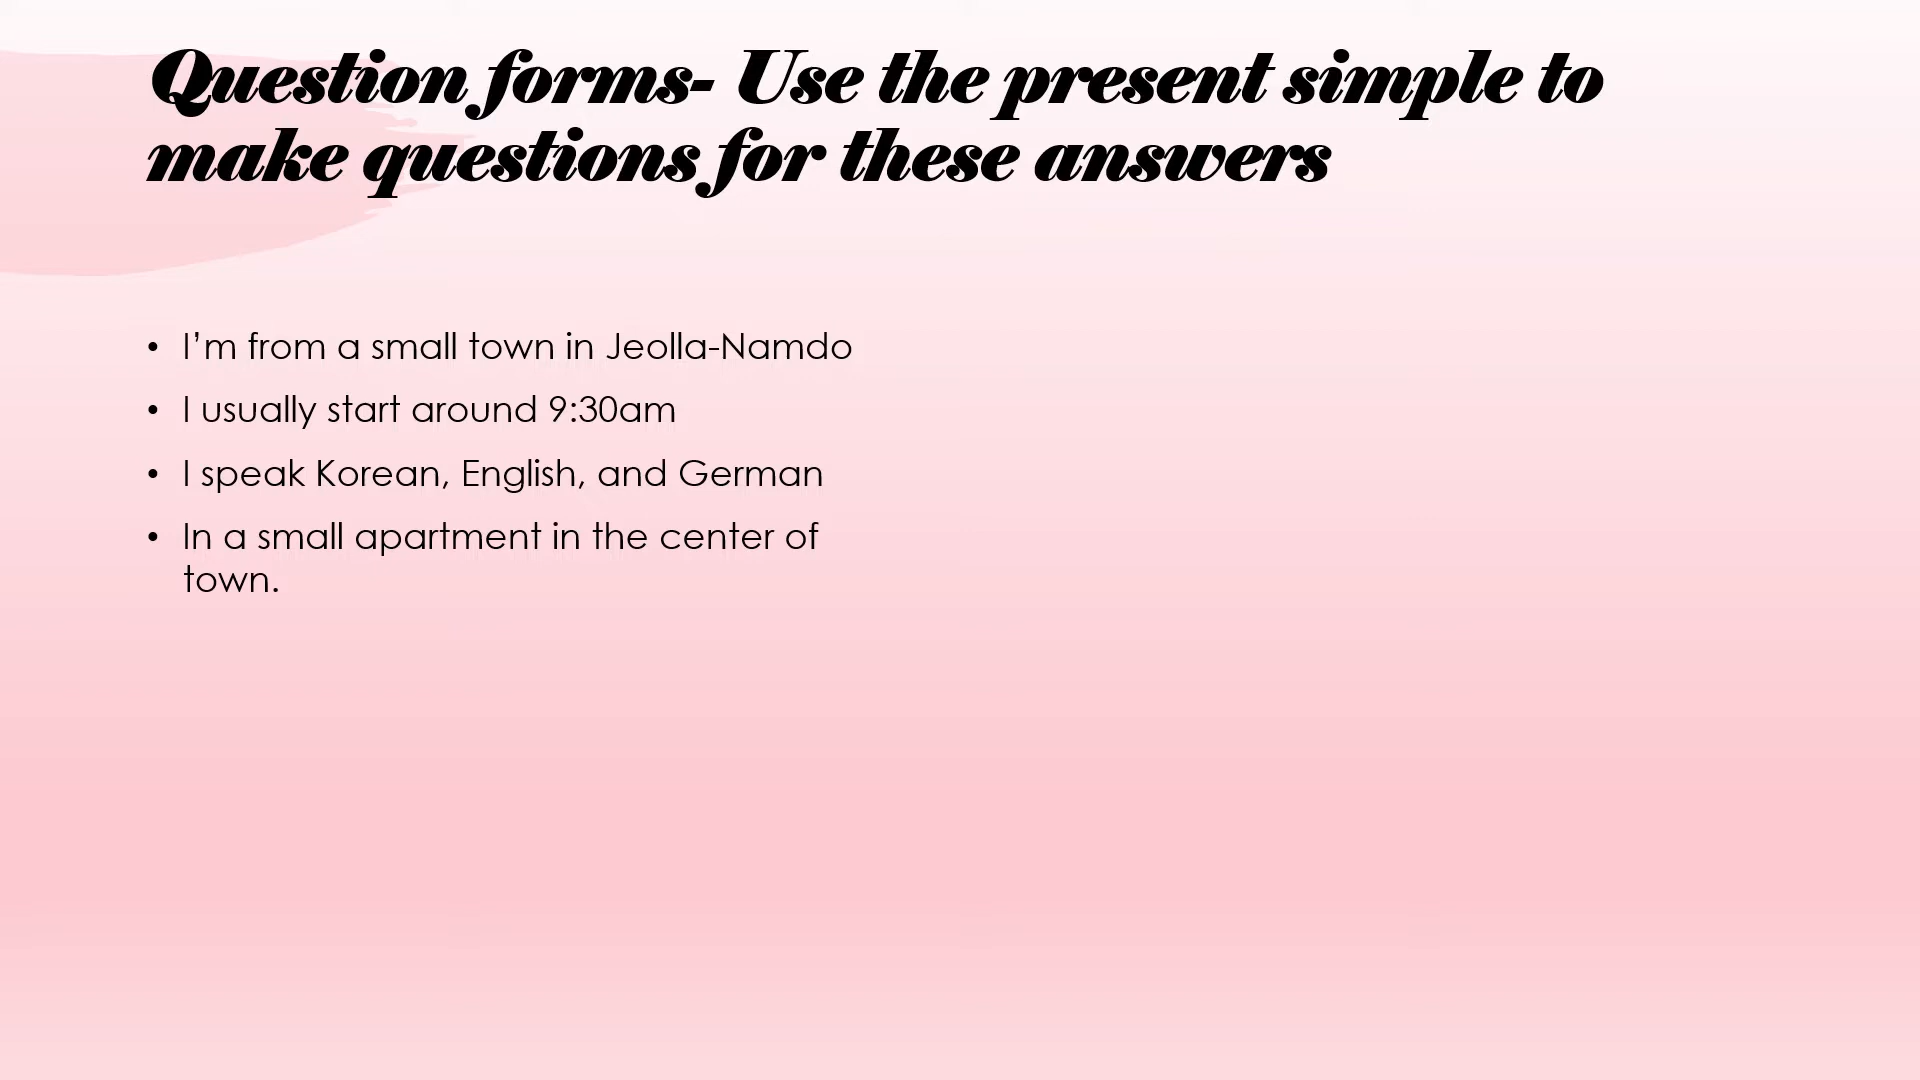 Question forms- Use the present simple to
make questions for these answers
• I’m from a small town in Jeolla-Namdo
• I usually start around 9:30am
• I speak Korean, English, and German
• In a small apartment in the center of
town.